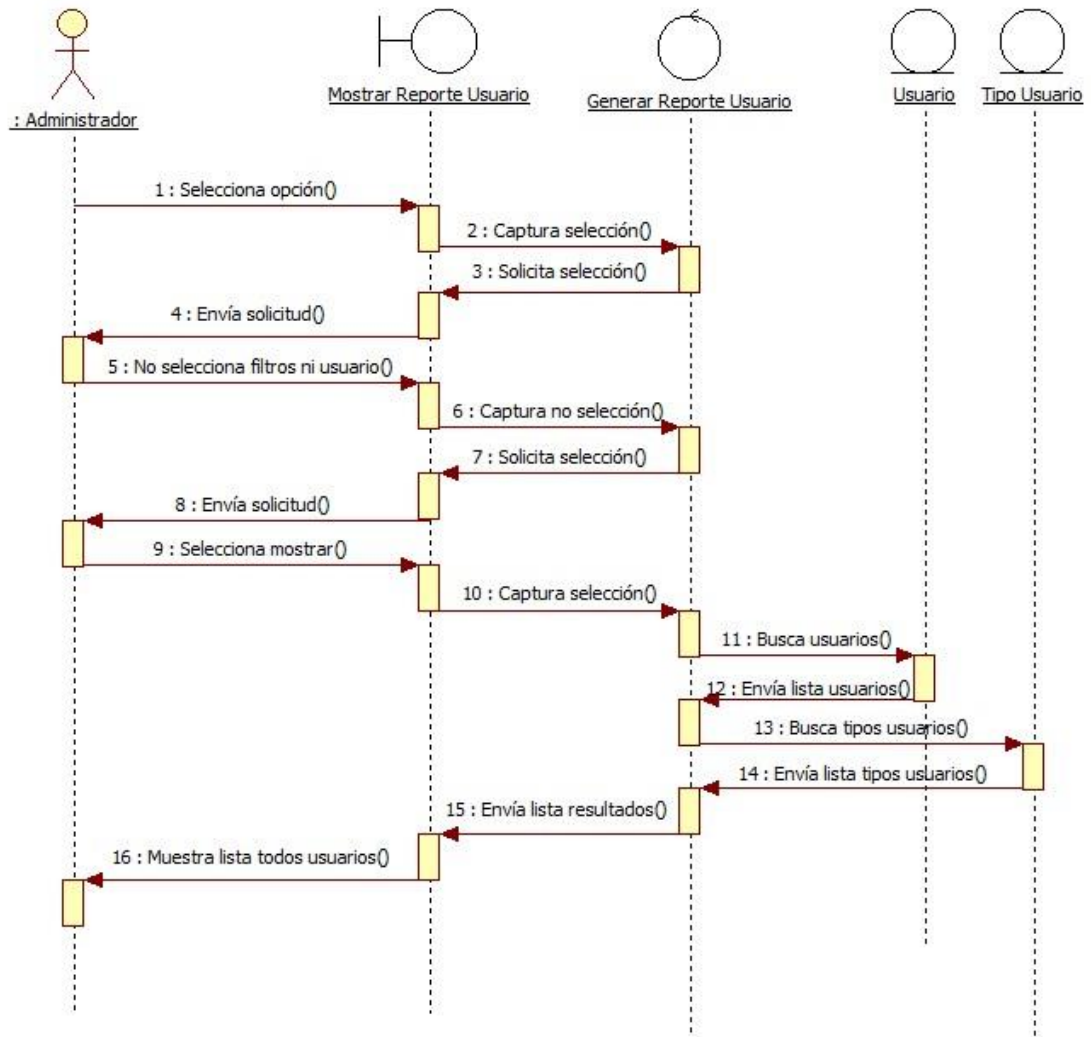 : Administrador
Mostrar Reporte Usuario
Generar Reporte Usuario
Usuario
Tipo Usuario
1 : Selecciona opción()
2 : Captura selección()
3 : Solicita selección()
4 : Envía solicitud()
5 : No selecciona filtros ni usuario()
6 : Captura no selección()
7 : Solicita selección()
8 : Envía solicitud()
9 : Selecciona mostrar()
10 : Captura selección()
11 : Busca usuarios()
12 : Envía lista usuarios()
13 : Busca tipos usuarios()
14 : Envía lista tipos usuarios()
15 : Envía lista resultados()
16 : Muestra lista todos usuarios()